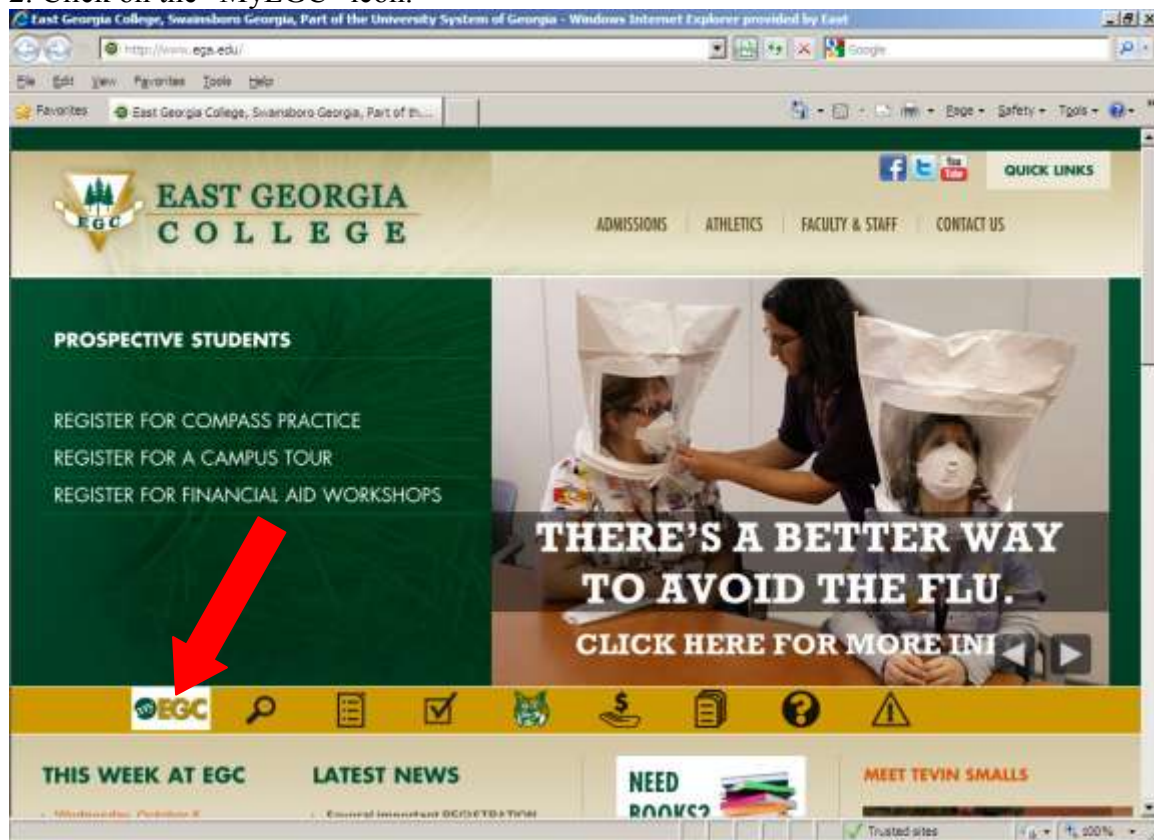 2. Click on the "MyEGC" icon.
East Georgia College, Swainsboro Georgia, Part of the University System of Georgia - Windows Internet Explorer provided by East
http://www.ega.edu/
Google
File Edit View Favorites Tools Help
Favorites
East Georgia College, Swainsboro Georgia, Part of th...
Page
Safety
Tools
You
Tube
QUICK LINKS
EGC
EAST GEORGIA
COLLEGE
ADMISSIONS
ATHLETICS
FACULTY & STAFF
CONTACT US
PROSPECTIVE STUDENTS
REGISTER FOR COMPASS PRACTICE
REGISTER FOR A CAMPUS TOUR
REGISTER FOR FINANCIAL AID WORKSHOPS
THERE'S A BETTER WAY
TO AVOID THE FLU.
CLICK HERE FOR MORE IN
EGC
THIS WEEK AT EGC
LATEST NEWS
NEED
BOOKS?
MEET TEVIN SMALLS
Trusted sites
100%